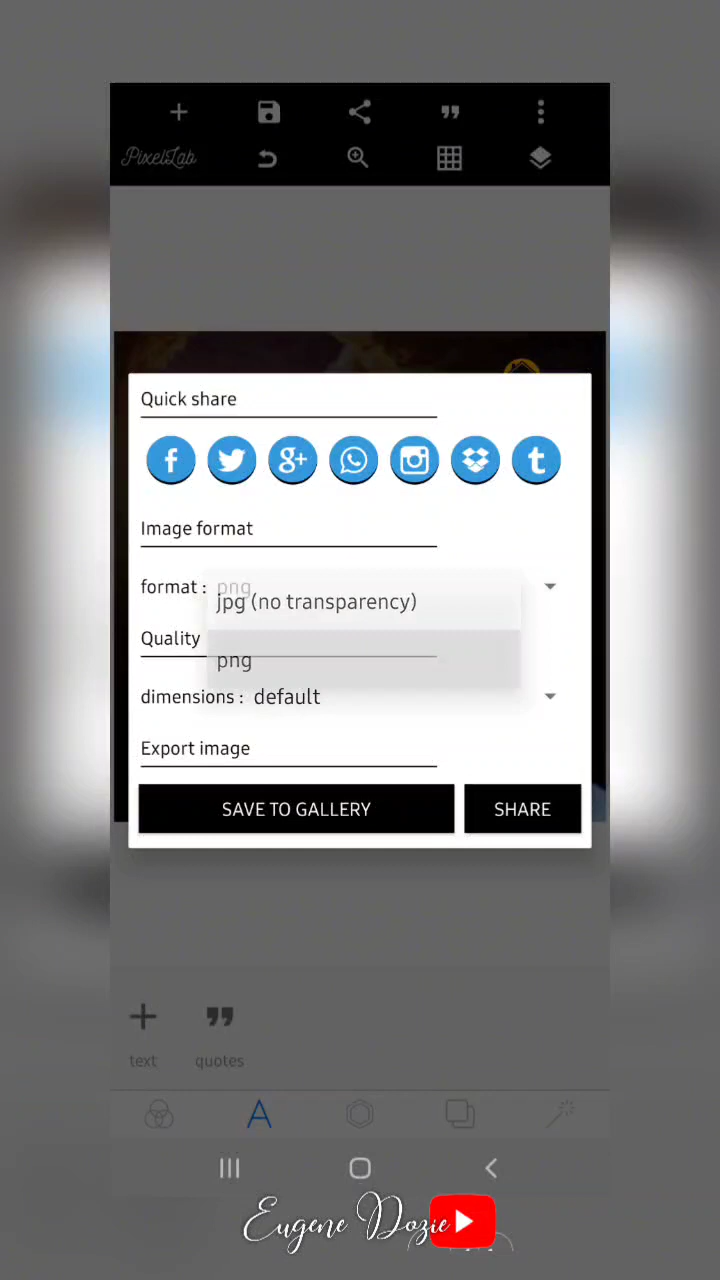 PixelLab
Quick share
Image format
format : png
jpg (no transparency)
Quality
png
dimensions : default
Export image
SAVE TO GALLERY
SHARE
text
quotes
Eugene Dozie